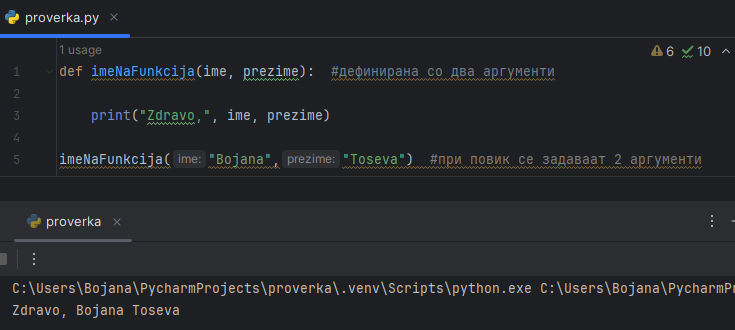 proverka.py
1 usage
6 10
1 def imeNaFunkcija(ime, prezime): #дефинирана со два аргументи
2
3 print("Zdravo,", ime, prezime)
4
5 imeNaFunkcija( ime: "Bojana", prezime: "Toseva") #при повик се задаваат 2 аргументи
proverka
C:\Users\Bojana\PycharmProjects\proverka\.venv\Scripts\python.exe C:\Users\Bojana\PycharmPr
Zdravo, Bojana Toseva